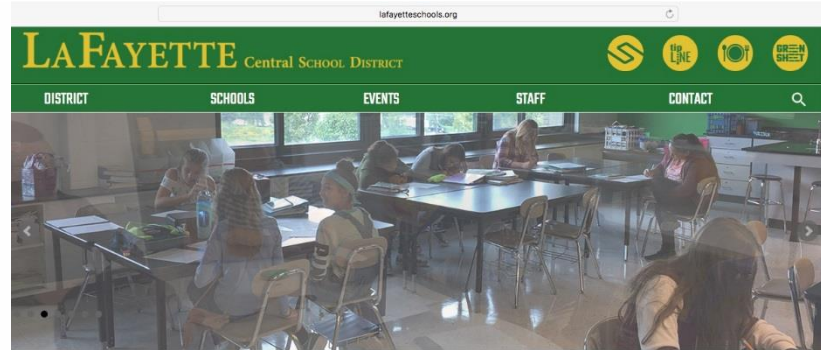 lafayetteschools.org
LAFAYETTE CENTRAL SCHOOL DISTRICT
tip LINE
GREEN SHEET
DISTRICT SCHOOLS EVENTS STAFF CONTACT